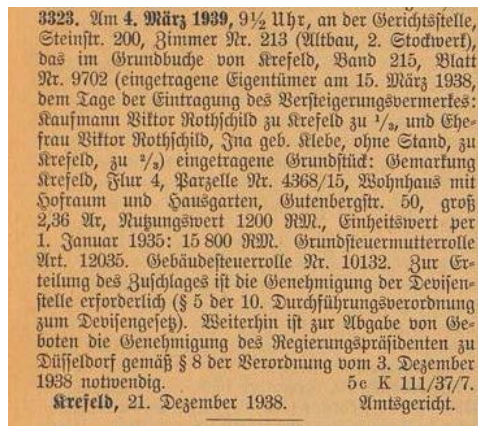 3323. Am 4. März 1939, 9½ Uhr, an der Gerichtsstelle,
Steinstr. 200, Zimmer Nr. 213 (Altbau, 2. Stockwerk),
das im Grundbuche von Krefeld, Band 215, Blatt
Nr. 9702 (eingetragene Eigentümer am 15. März 1938,
dem Tage der Eintragung des Versteigerungsvermerkes:
Kaufmann Viktor Rothschild zu Krefeld zu ¹/₃, und Ehe-
frau Viktor Rothschild, Ina geb. Klebe, ohne Stand, zu
Krefeld, zu ²/₃) eingetragene Grundstück: Gemarkung
Krefeld, Flur 4, Parzelle Nr. 4368/15, Wohnhaus mit
Hofraum und Hausgarten, Gutenbergstr. 50, groß
2,36 Ar, Nutzungswert 1200 RM., Einheitswert per
1. Januar 1935: 15 800 RM. Grundsteuermutterrolle
Art. 12035. Gebäudesteuerrolle Nr. 10132. Zur Er-
teilung des Zuschlages ist die Genehmigung der Devisen-
stelle erforderlich (§ 5 der 10. Durchführungsverordnung
zum Devisengesetz). Weiterhin ist zur Abgabe von Ge-
boten die Genehmigung des Regierungspräsidenten zu
Düsseldorf gemäß § 8 der Verordnung vom 3. Dezember
1938 notwendig. 5c K 111/37/7.
Krefeld, 21. Dezember 1938. Amtsgericht.